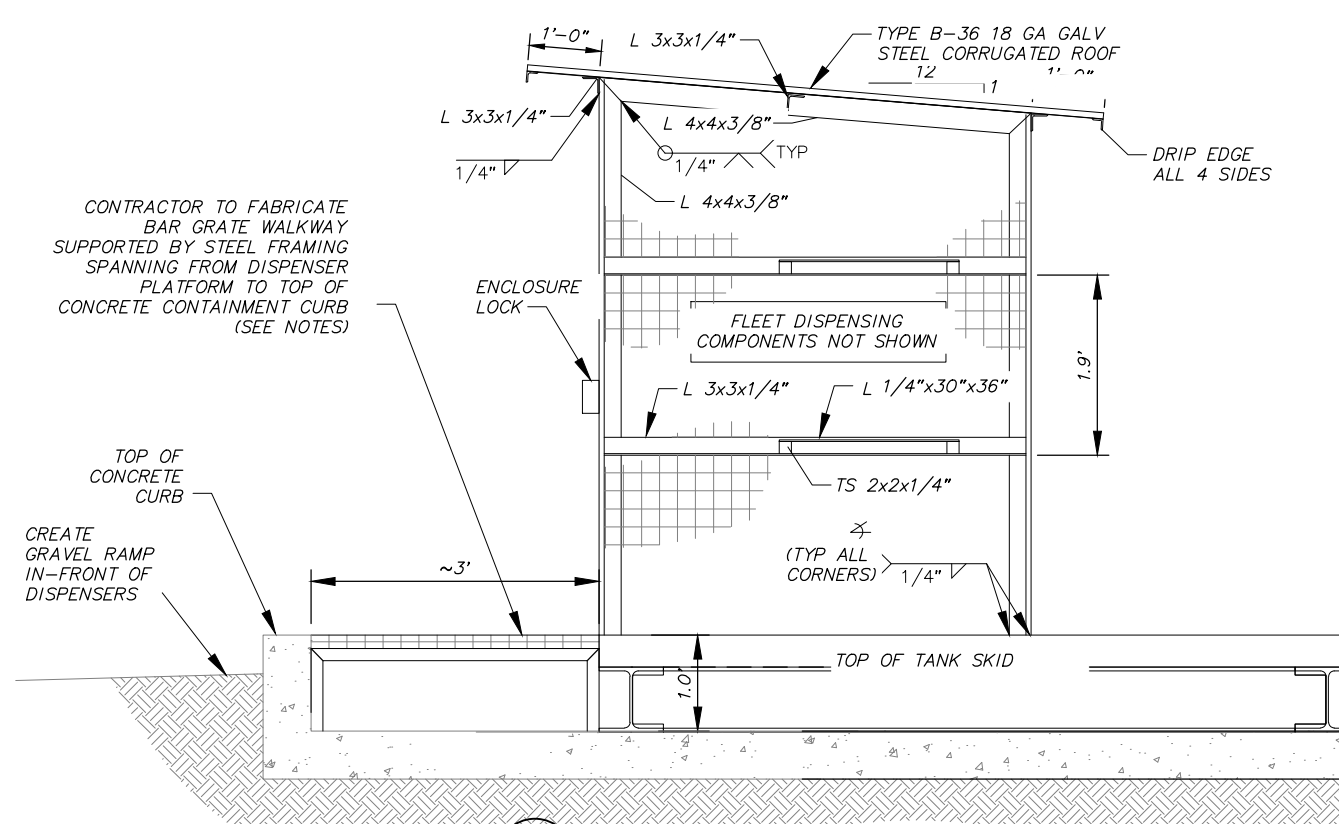 1'-0"
L 3x3x1/4"
TYPE B-36 18 GA GALV
STEEL CORRUGATED ROOF
12
1
1'-0"
L 3x3x1/4"
L 4x4x3/8"
1/4"
1/4"
TYP
DRIP EDGE
ALL 4 SIDES
L 4x4x3/8"
CONTRACTOR TO FABRICATE
BAR GRATE WALKWAY
SUPPORTED BY STEEL FRAMING
SPANNING FROM DISPENSER
PLATFORM TO TOP OF
CONCRETE CONTAINMENT CURB
(SEE NOTES)
ENCLOSURE
LOCK
FLEET DISPENSING
COMPONENTS NOT SHOWN
1.9'
L 3x3x1/4"
L 1/4"x30"x36"
TOP OF
CONCRETE
CURB
TS 2x2x1/4"
CREATE
GRAVEL RAMP
IN-FRONT OF
DISPENSERS
(TYP ALL
CORNERS)
1/4"
~3'
TOP OF TANK SKID
1.0'